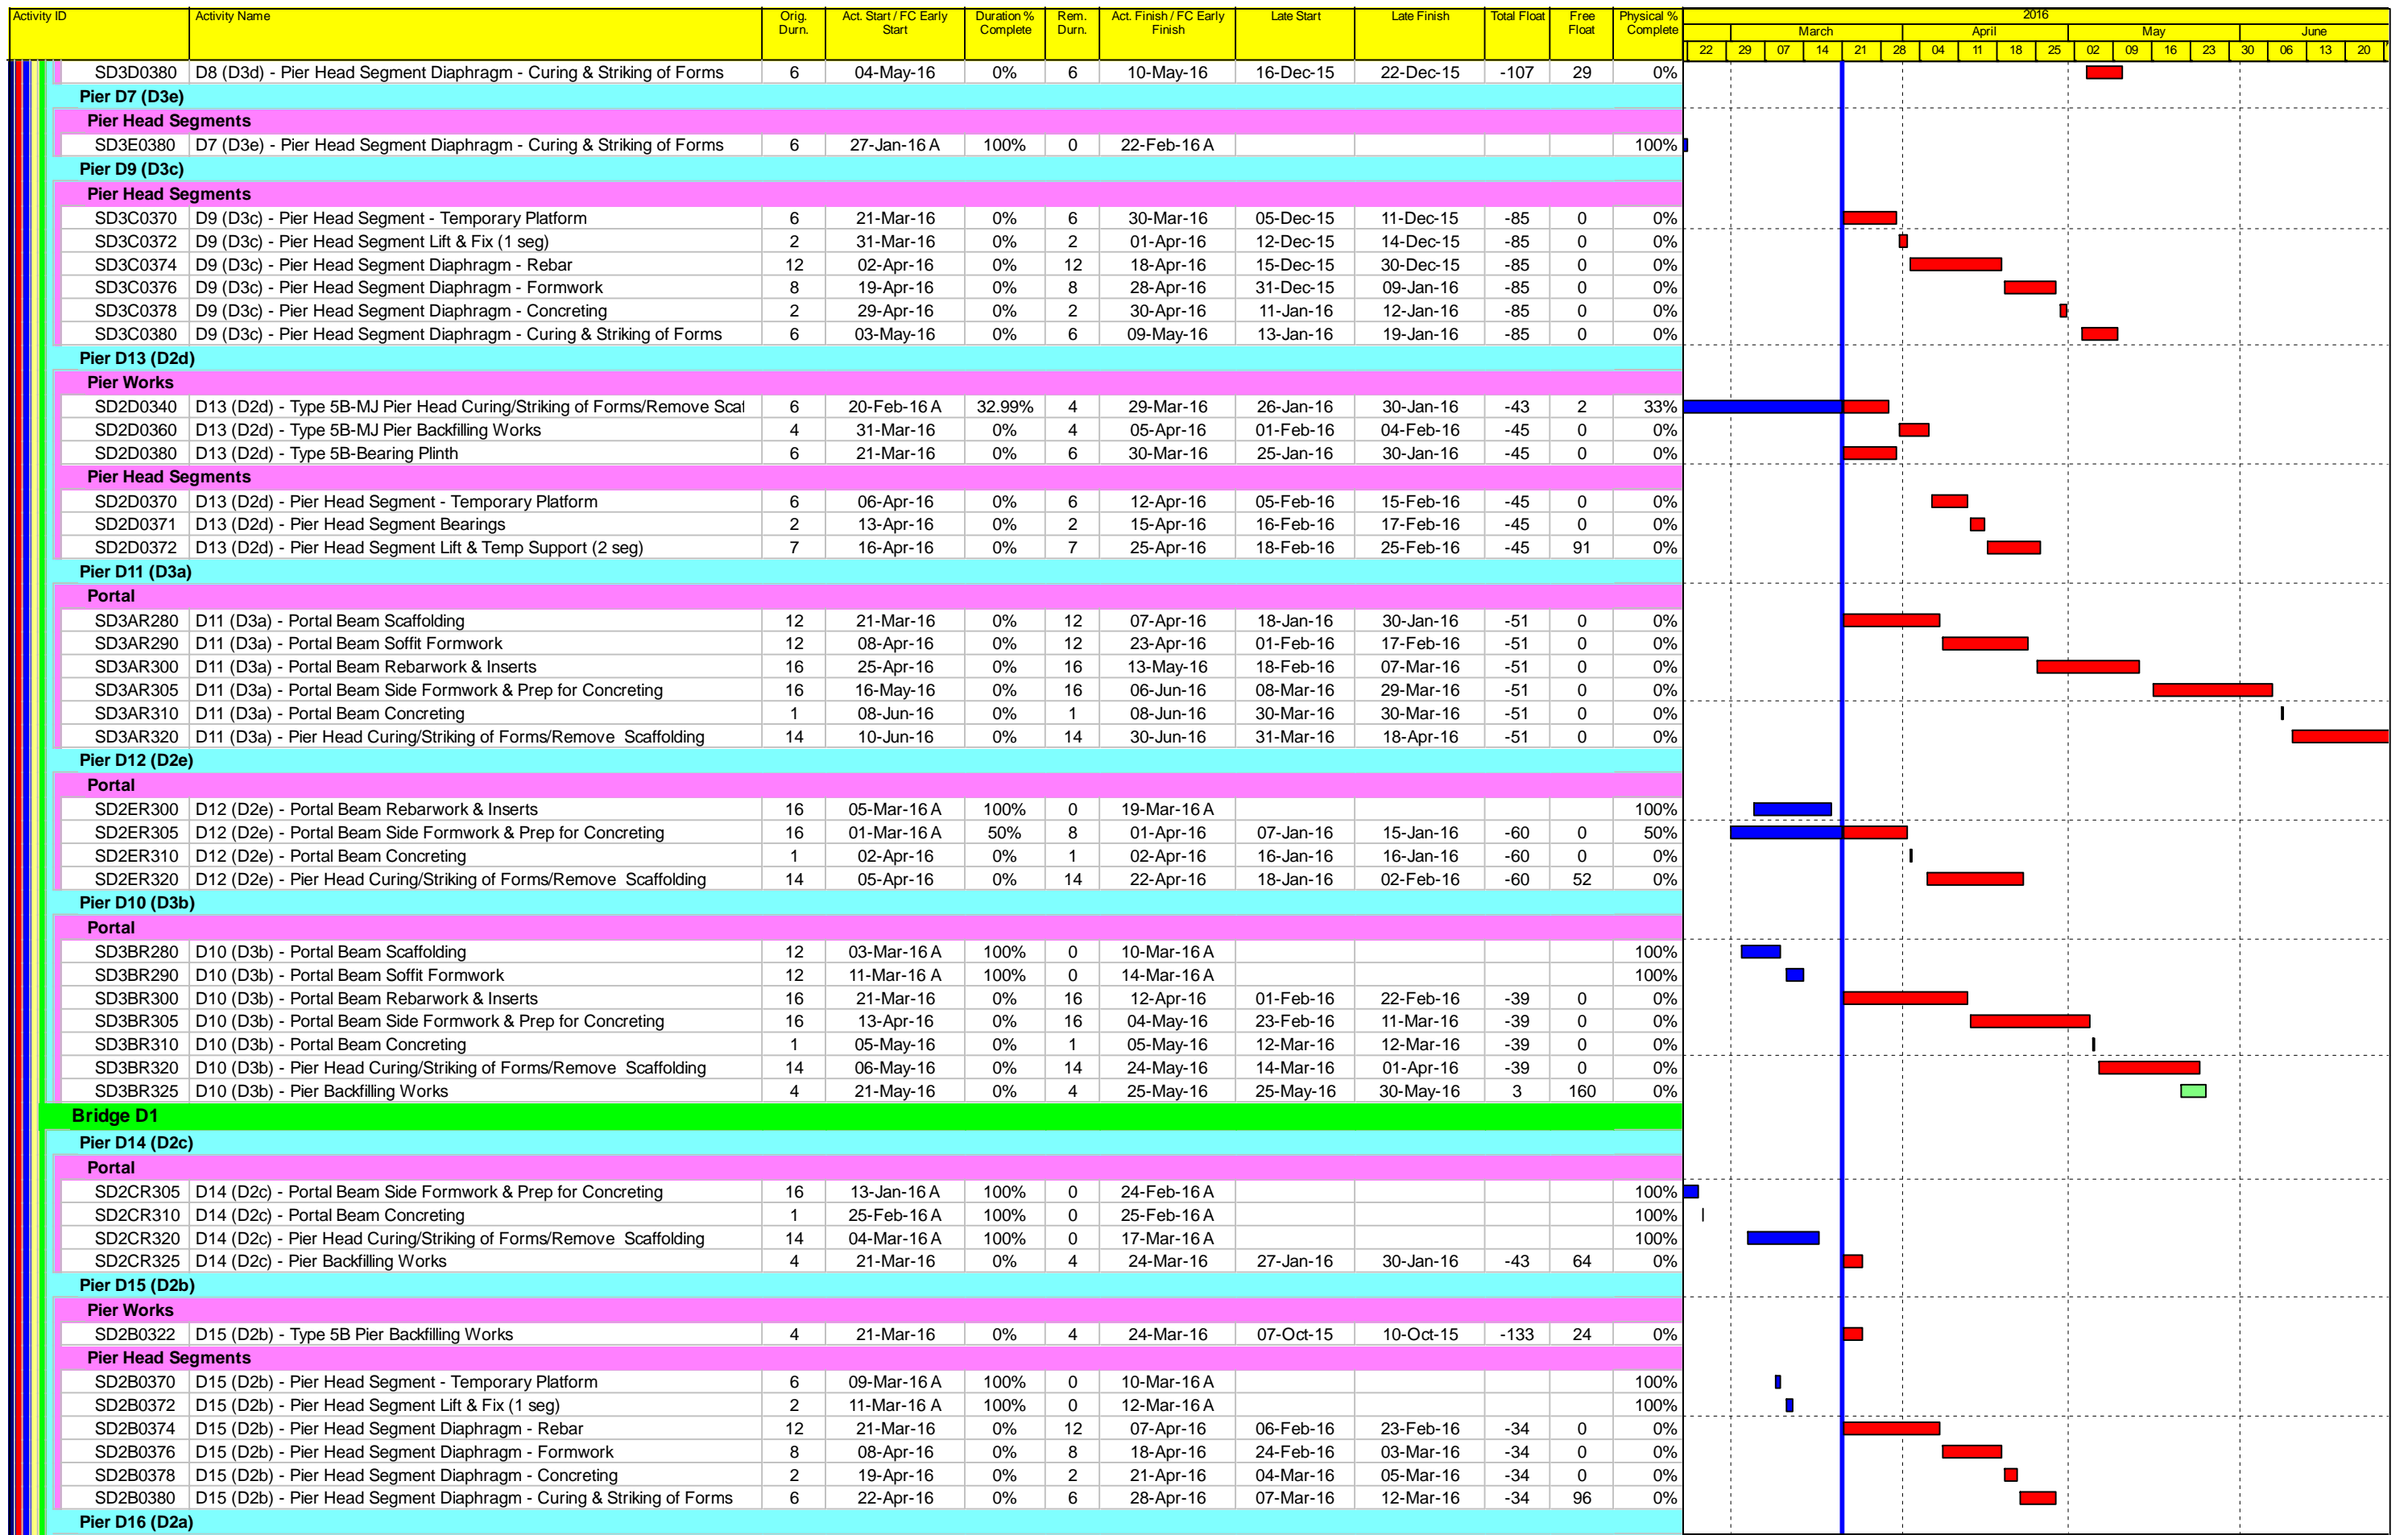 Activity ID Activity Name Orig. Durn. Act. Start / FC Early Start Duration % Complete Rem. Durn. Act. Finish / FC Early Finish Late Start Late Finish Total Float Free Float Physical % Complete 2016
March April May June
22 29 07 14 21 28 04 11 18 25 02 09 16 23 30 06 13 20
SD3D0380 D8 (D3d) - Pier Head Segment Diaphragm - Curing & Striking of Forms 6 04-May-16 0% 6 10-May-16 16-Dec-15 22-Dec-15 -107 29 0%
Pier D7 (D3e)
Pier Head Segments
SD3E0380 D7 (D3e) - Pier Head Segment Diaphragm - Curing & Striking of Forms 6 27-Jan-16 A 100% 0 22-Feb-16 A 100%
Pier D9 (D3c)
Pier Head Segments
SD3C0370 D9 (D3c) - Pier Head Segment - Temporary Platform 6 21-Mar-16 0% 6 30-Mar-16 05-Dec-15 11-Dec-15 -85 0 0%
SD3C0372 D9 (D3c) - Pier Head Segment Lift & Fix (1 seg) 2 31-Mar-16 0% 2 01-Apr-16 12-Dec-15 14-Dec-15 -85 0 0%
SD3C0374 D9 (D3c) - Pier Head Segment Diaphragm - Rebar 12 02-Apr-16 0% 12 18-Apr-16 15-Dec-15 30-Dec-15 -85 0 0%
SD3C0376 D9 (D3c) - Pier Head Segment Diaphragm - Formwork 8 19-Apr-16 0% 8 28-Apr-16 31-Dec-15 09-Jan-16 -85 0 0%
SD3C0378 D9 (D3c) - Pier Head Segment Diaphragm - Concreting 2 29-Apr-16 0% 2 30-Apr-16 11-Jan-16 12-Jan-16 -85 0 0%
SD3C0380 D9 (D3c) - Pier Head Segment Diaphragm - Curing & Striking of Forms 6 03-May-16 0% 6 09-May-16 13-Jan-16 19-Jan-16 -85 0 0%
Pier D13 (D2d)
Pier Works
SD2D0340 D13 (D2d) - Type 5B-MJ Pier Head Curing/Striking of Forms/Remove Scaf 6 20-Feb-16 A 32.99% 4 29-Mar-16 26-Jan-16 30-Jan-16 -43 2 33%
SD2D0360 D13 (D2d) - Type 5B-MJ Pier Backfilling Works 4 31-Mar-16 0% 4 05-Apr-16 01-Feb-16 04-Feb-16 -45 0 0%
SD2D0380 D13 (D2d) - Type 5B-Bearing Plinth 6 21-Mar-16 0% 6 30-Mar-16 25-Jan-16 30-Jan-16 -45 0 0%
Pier Head Segments
SD2D0370 D13 (D2d) - Pier Head Segment - Temporary Platform 6 06-Apr-16 0% 6 12-Apr-16 05-Feb-16 15-Feb-16 -45 0 0%
SD2D0371 D13 (D2d) - Pier Head Segment Bearings 2 13-Apr-16 0% 2 15-Apr-16 16-Feb-16 17-Feb-16 -45 0 0%
SD2D0372 D13 (D2d) - Pier Head Segment Lift & Temp Support (2 seg) 7 16-Apr-16 0% 7 25-Apr-16 18-Feb-16 25-Feb-16 -45 91 0%
Pier D11 (D3a)
Portal
SD3AR280 D11 (D3a) - Portal Beam Scaffolding 12 21-Mar-16 0% 12 07-Apr-16 18-Jan-16 30-Jan-16 -51 0 0%
SD3AR290 D11 (D3a) - Portal Beam Soffit Formwork 12 08-Apr-16 0% 12 23-Apr-16 01-Feb-16 17-Feb-16 -51 0 0%
SD3AR300 D11 (D3a) - Portal Beam Rebarwork & Inserts 16 25-Apr-16 0% 16 13-May-16 18-Feb-16 07-Mar-16 -51 0 0%
SD3AR305 D11 (D3a) - Portal Beam Side Formwork & Prep for Concreting 16 16-May-16 0% 16 06-Jun-16 08-Mar-16 29-Mar-16 -51 0 0%
SD3AR310 D11 (D3a) - Portal Beam Concreting 1 08-Jun-16 0% 1 08-Jun-16 30-Mar-16 30-Mar-16 -51 0 0%
SD3AR320 D11 (D3a) - Pier Head Curing/Striking of Forms/Remove Scaffolding 14 10-Jun-16 0% 14 30-Jun-16 31-Mar-16 18-Apr-16 -51 0 0%
Pier D12 (D2e)
Portal
SD2ER300 D12 (D2e) - Portal Beam Rebarwork & Inserts 16 05-Mar-16 A 100% 0 19-Mar-16 A 100%
SD2ER305 D12 (D2e) - Portal Beam Side Formwork & Prep for Concreting 16 01-Mar-16 A 50% 8 01-Apr-16 07-Jan-16 15-Jan-16 -60 0 50%
SD2ER310 D12 (D2e) - Portal Beam Concreting 1 02-Apr-16 0% 1 02-Apr-16 16-Jan-16 16-Jan-16 -60 0 0%
SD2ER320 D12 (D2e) - Pier Head Curing/Striking of Forms/Remove Scaffolding 14 05-Apr-16 0% 14 22-Apr-16 18-Jan-16 02-Feb-16 -60 52 0%
Pier D10 (D3b)
Portal
SD3BR280 D10 (D3b) - Portal Beam Scaffolding 12 03-Mar-16 A 100% 0 10-Mar-16 A 100%
SD3BR290 D10 (D3b) - Portal Beam Soffit Formwork 12 11-Mar-16 A 100% 0 14-Mar-16 A 100%
SD3BR300 D10 (D3b) - Portal Beam Rebarwork & Inserts 16 21-Mar-16 0% 16 12-Apr-16 01-Feb-16 22-Feb-16 -39 0 0%
SD3BR305 D10 (D3b) - Portal Beam Side Formwork & Prep for Concreting 16 13-Apr-16 0% 16 04-May-16 23-Feb-16 11-Mar-16 -39 0 0%
SD3BR310 D10 (D3b) - Portal Beam Concreting 1 05-May-16 0% 1 05-May-16 12-Mar-16 12-Mar-16 -39 0 0%
SD3BR320 D10 (D3b) - Pier Head Curing/Striking of Forms/Remove Scaffolding 14 06-May-16 0% 14 24-May-16 14-Mar-16 01-Apr-16 -39 0 0%
SD3BR325 D10 (D3b) - Pier Backfilling Works 4 21-May-16 0% 4 25-May-16 25-May-16 30-May-16 3 160 0%
Bridge D1
Pier D14 (D2c)
Portal
SD2CR305 D14 (D2c) - Portal Beam Side Formwork & Prep for Concreting 16 13-Jan-16 A 100% 0 24-Feb-16 A 100%
SD2CR310 D14 (D2c) - Portal Beam Concreting 1 25-Feb-16 A 100% 0 25-Feb-16 A 100%
SD2CR320 D14 (D2c) - Pier Head Curing/Striking of Forms/Remove Scaffolding 14 04-Mar-16 A 100% 0 17-Mar-16 A 100%
SD2CR325 D14 (D2c) - Pier Backfilling Works 4 21-Mar-16 0% 4 24-Mar-16 27-Jan-16 30-Jan-16 -43 64 0%
Pier D15 (D2b)
Pier Works
SD2B0322 D15 (D2b) - Type 5B Pier Backfilling Works 4 21-Mar-16 0% 4 24-Mar-16 07-Oct-15 10-Oct-15 -133 24 0%
Pier Head Segments
SD2B0370 D15 (D2b) - Pier Head Segment - Temporary Platform 6 09-Mar-16 A 100% 0 10-Mar-16 A 100%
SD2B0372 D15 (D2b) - Pier Head Segment Lift & Fix (1 seg) 2 11-Mar-16 A 100% 0 12-Mar-16 A 100%
SD2B0374 D15 (D2b) - Pier Head Segment Diaphragm - Rebar 12 21-Mar-16 0% 12 07-Apr-16 06-Feb-16 23-Feb-16 -34 0 0%
SD2B0376 D15 (D2b) - Pier Head Segment Diaphragm - Formwork 8 08-Apr-16 0% 8 18-Apr-16 24-Feb-16 03-Mar-16 -34 0 0%
SD2B0378 D15 (D2b) - Pier Head Segment Diaphragm - Concreting 2 19-Apr-16 0% 2 21-Apr-16 04-Mar-16 05-Mar-16 -34 0 0%
SD2B0380 D15 (D2b) - Pier Head Segment Diaphragm - Curing & Striking of Forms 6 22-Apr-16 0% 6 28-Apr-16 07-Mar-16 12-Mar-16 -34 96 0%
Pier D16 (D2a)